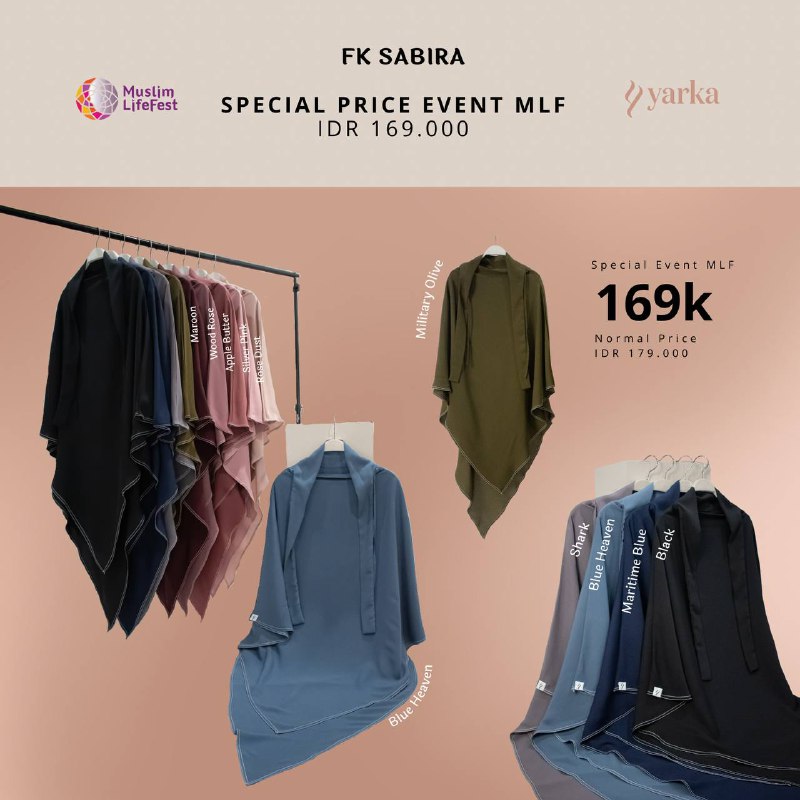 FK SABIRA
Muslim
LifeFest
SPECIAL PRICE EVENT MLF
IDR 169.000
yarka
Military Olive
Special Event MLF
169k
Normal Price
IDR 179.000
Maroon
Wood Rose
Apple Butter
Silver Pink
Rose Dust
Blue Heaven
Shark
Blue Heaven
Maritime Blue
Black